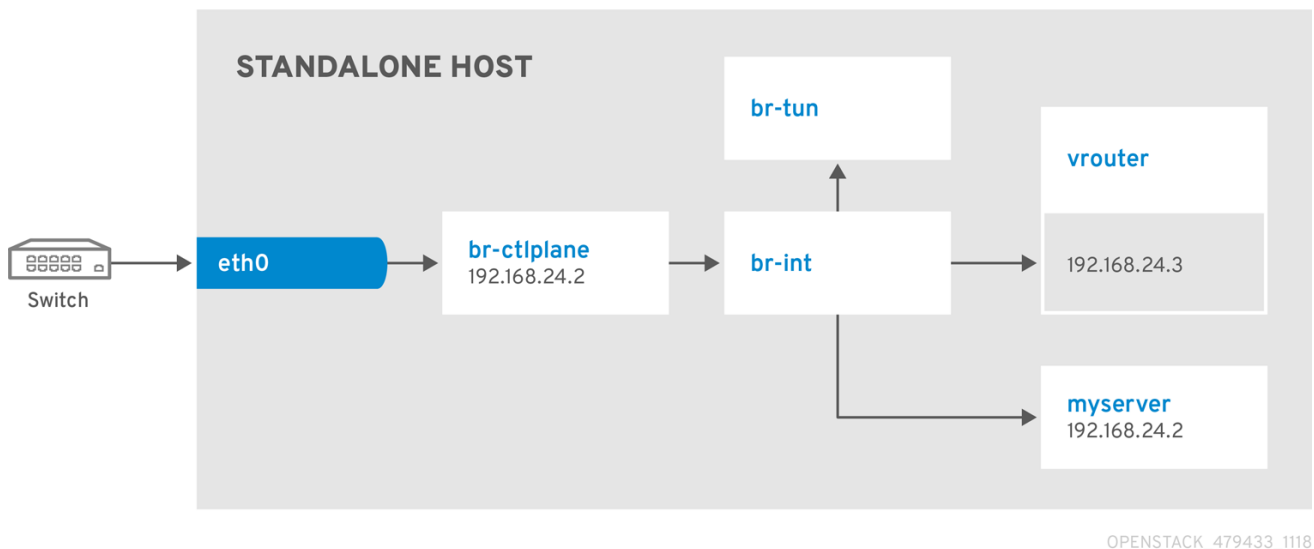 STANDALONE HOST
br-tun
vrouter
192.168.24.3
Switch
eth0
br-ctlplane
192.168.24.2
br-int
myserver
192.168.24.2
OPENSTACK 479433 1118